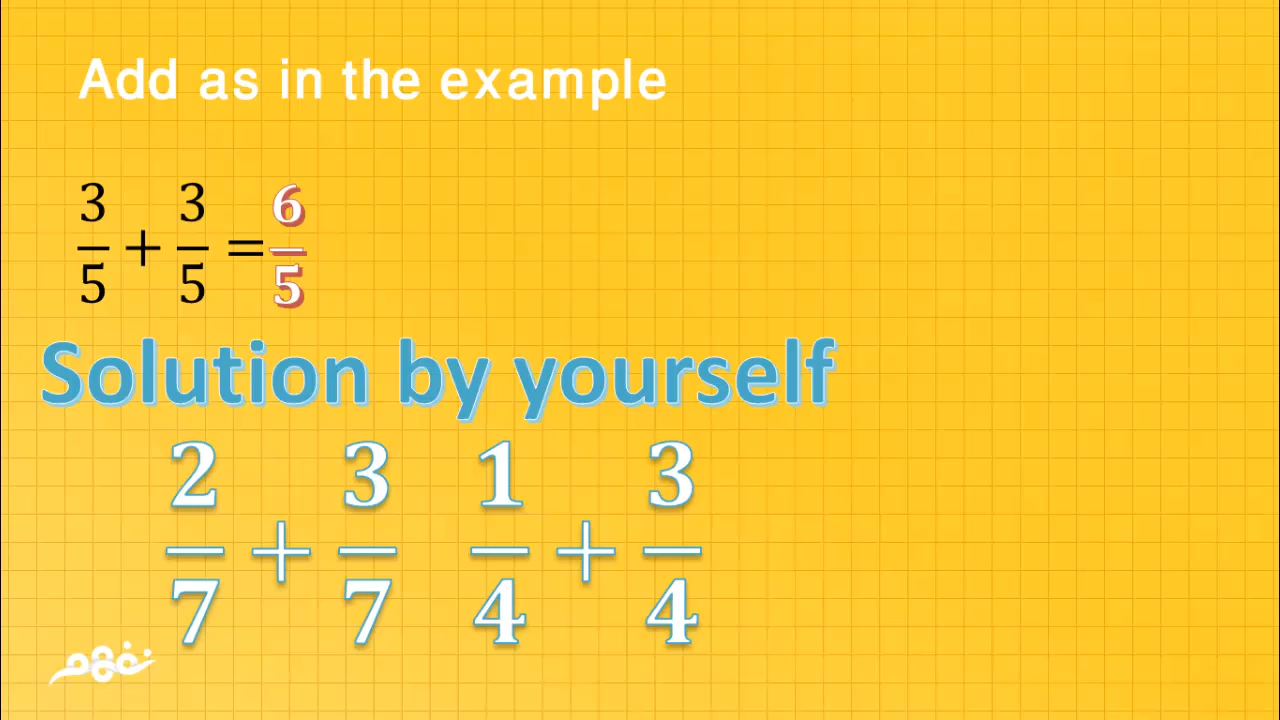 Add as in the example
3/5 + 3/5 = 6/5
Solution by yourself
2/7 + 3/7 1/4 + 3/4
نفهم